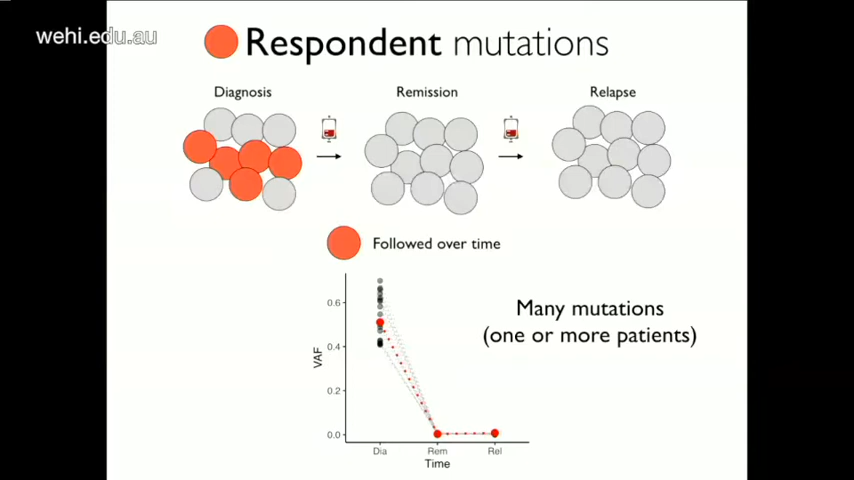 wehi.edu.au
Respondent mutations
Diagnosis
Remission
Relapse
Followed over time
Many mutations
(one or more patients)
VAF
0.6
0.4
0.2
0.0
Dia
Rem
Rel
Time